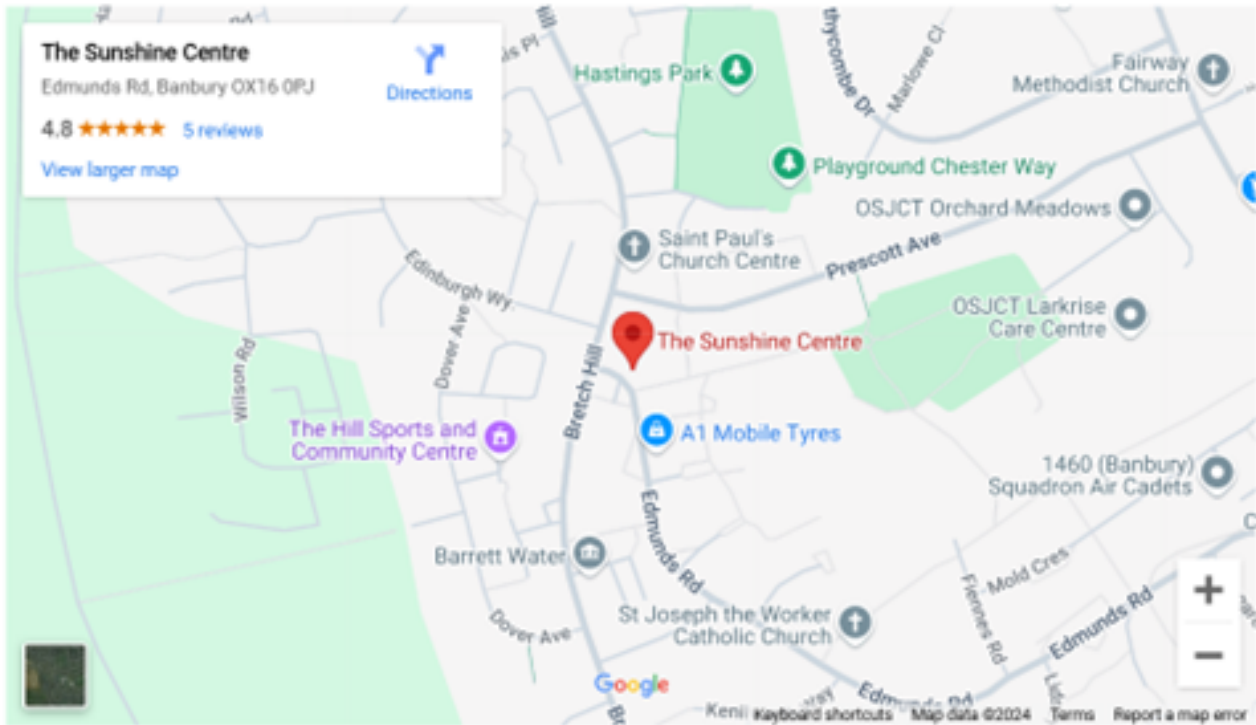 The Sunshine Centre
Edmunds Rd, Banbury OX16 0PJ
4.8
5 reviews
Directions
View larger map
Hastings Park
Marlowe Cl
Fairway
Methodist Church
Playground Chester Way
OSJCT Orchard Meadows
Saint Paul's
Church Centre
Prescott Ave
Edinburgh Wy
Dover Ave
OSJCT Larkrise
Care Centre
The Sunshine Centre
Wilson Rd
Bretch Hill
The Hill Sports and
Community Centre
A1 Mobile Tyres
1460 (Banbury)
Squadron Air Cadets
Edmunds Rd
Barrett Water
Mold Cres
Fiennes Rd
Dover Ave
St Joseph the Worker
Catholic Church
Edmunds Rd
Google
Edmunds Rd
Keyboard shortcuts
Map data ©2024
Terms
Report a map error